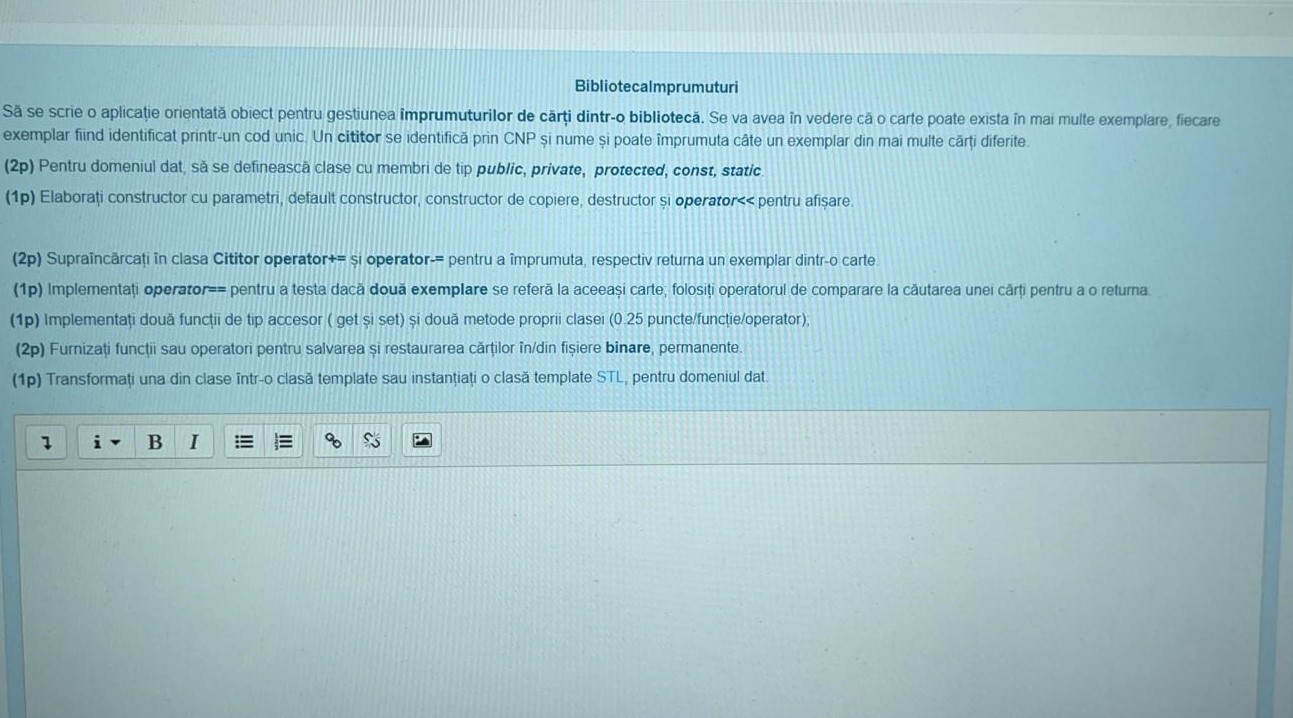 BibliotecaImprumuturi
Să se scrie o aplicație orientată obiect pentru gestiunea împrumuturilor de cărți dintr-o bibliotecă. Se va avea în vedere că o carte poate exista în mai multe exemplare, fiecare
exemplar fiind identificat printr-un cod unic. Un cititor se identifică prin CNP și nume și poate împrumuta câte un exemplar din mai multe cărți diferite.
(2p) Pentru domeniul dat, să se definească clase cu membri de tip public, private, protected, const, static.
(1p) Elaborați constructor cu parametri, default constructor, constructor de copiere, destructor și operator<< pentru afișare.
(2p) Supraîncărcați în clasa Cititor operator+= și operator-= pentru a împrumuta, respectiv returna un exemplar dintr-o carte.
(1p) Implementați operator== pentru a testa dacă două exemplare se referă la aceeași carte; folosiți operatorul de comparare la căutarea unei cărți pentru a o returna.
(1p) Implementați două funcții de tip accesor ( get și set) și două metode proprii clasei (0.25 puncte/funcție/operator);
(2p) Furnizați funcții sau operatori pentru salvarea și restaurarea cărților în/din fișiere binare, permanente.
(1p) Transformați una din clase într-o clasă template sau instanțiați o clasă template STL, pentru domeniul dat.
i B I